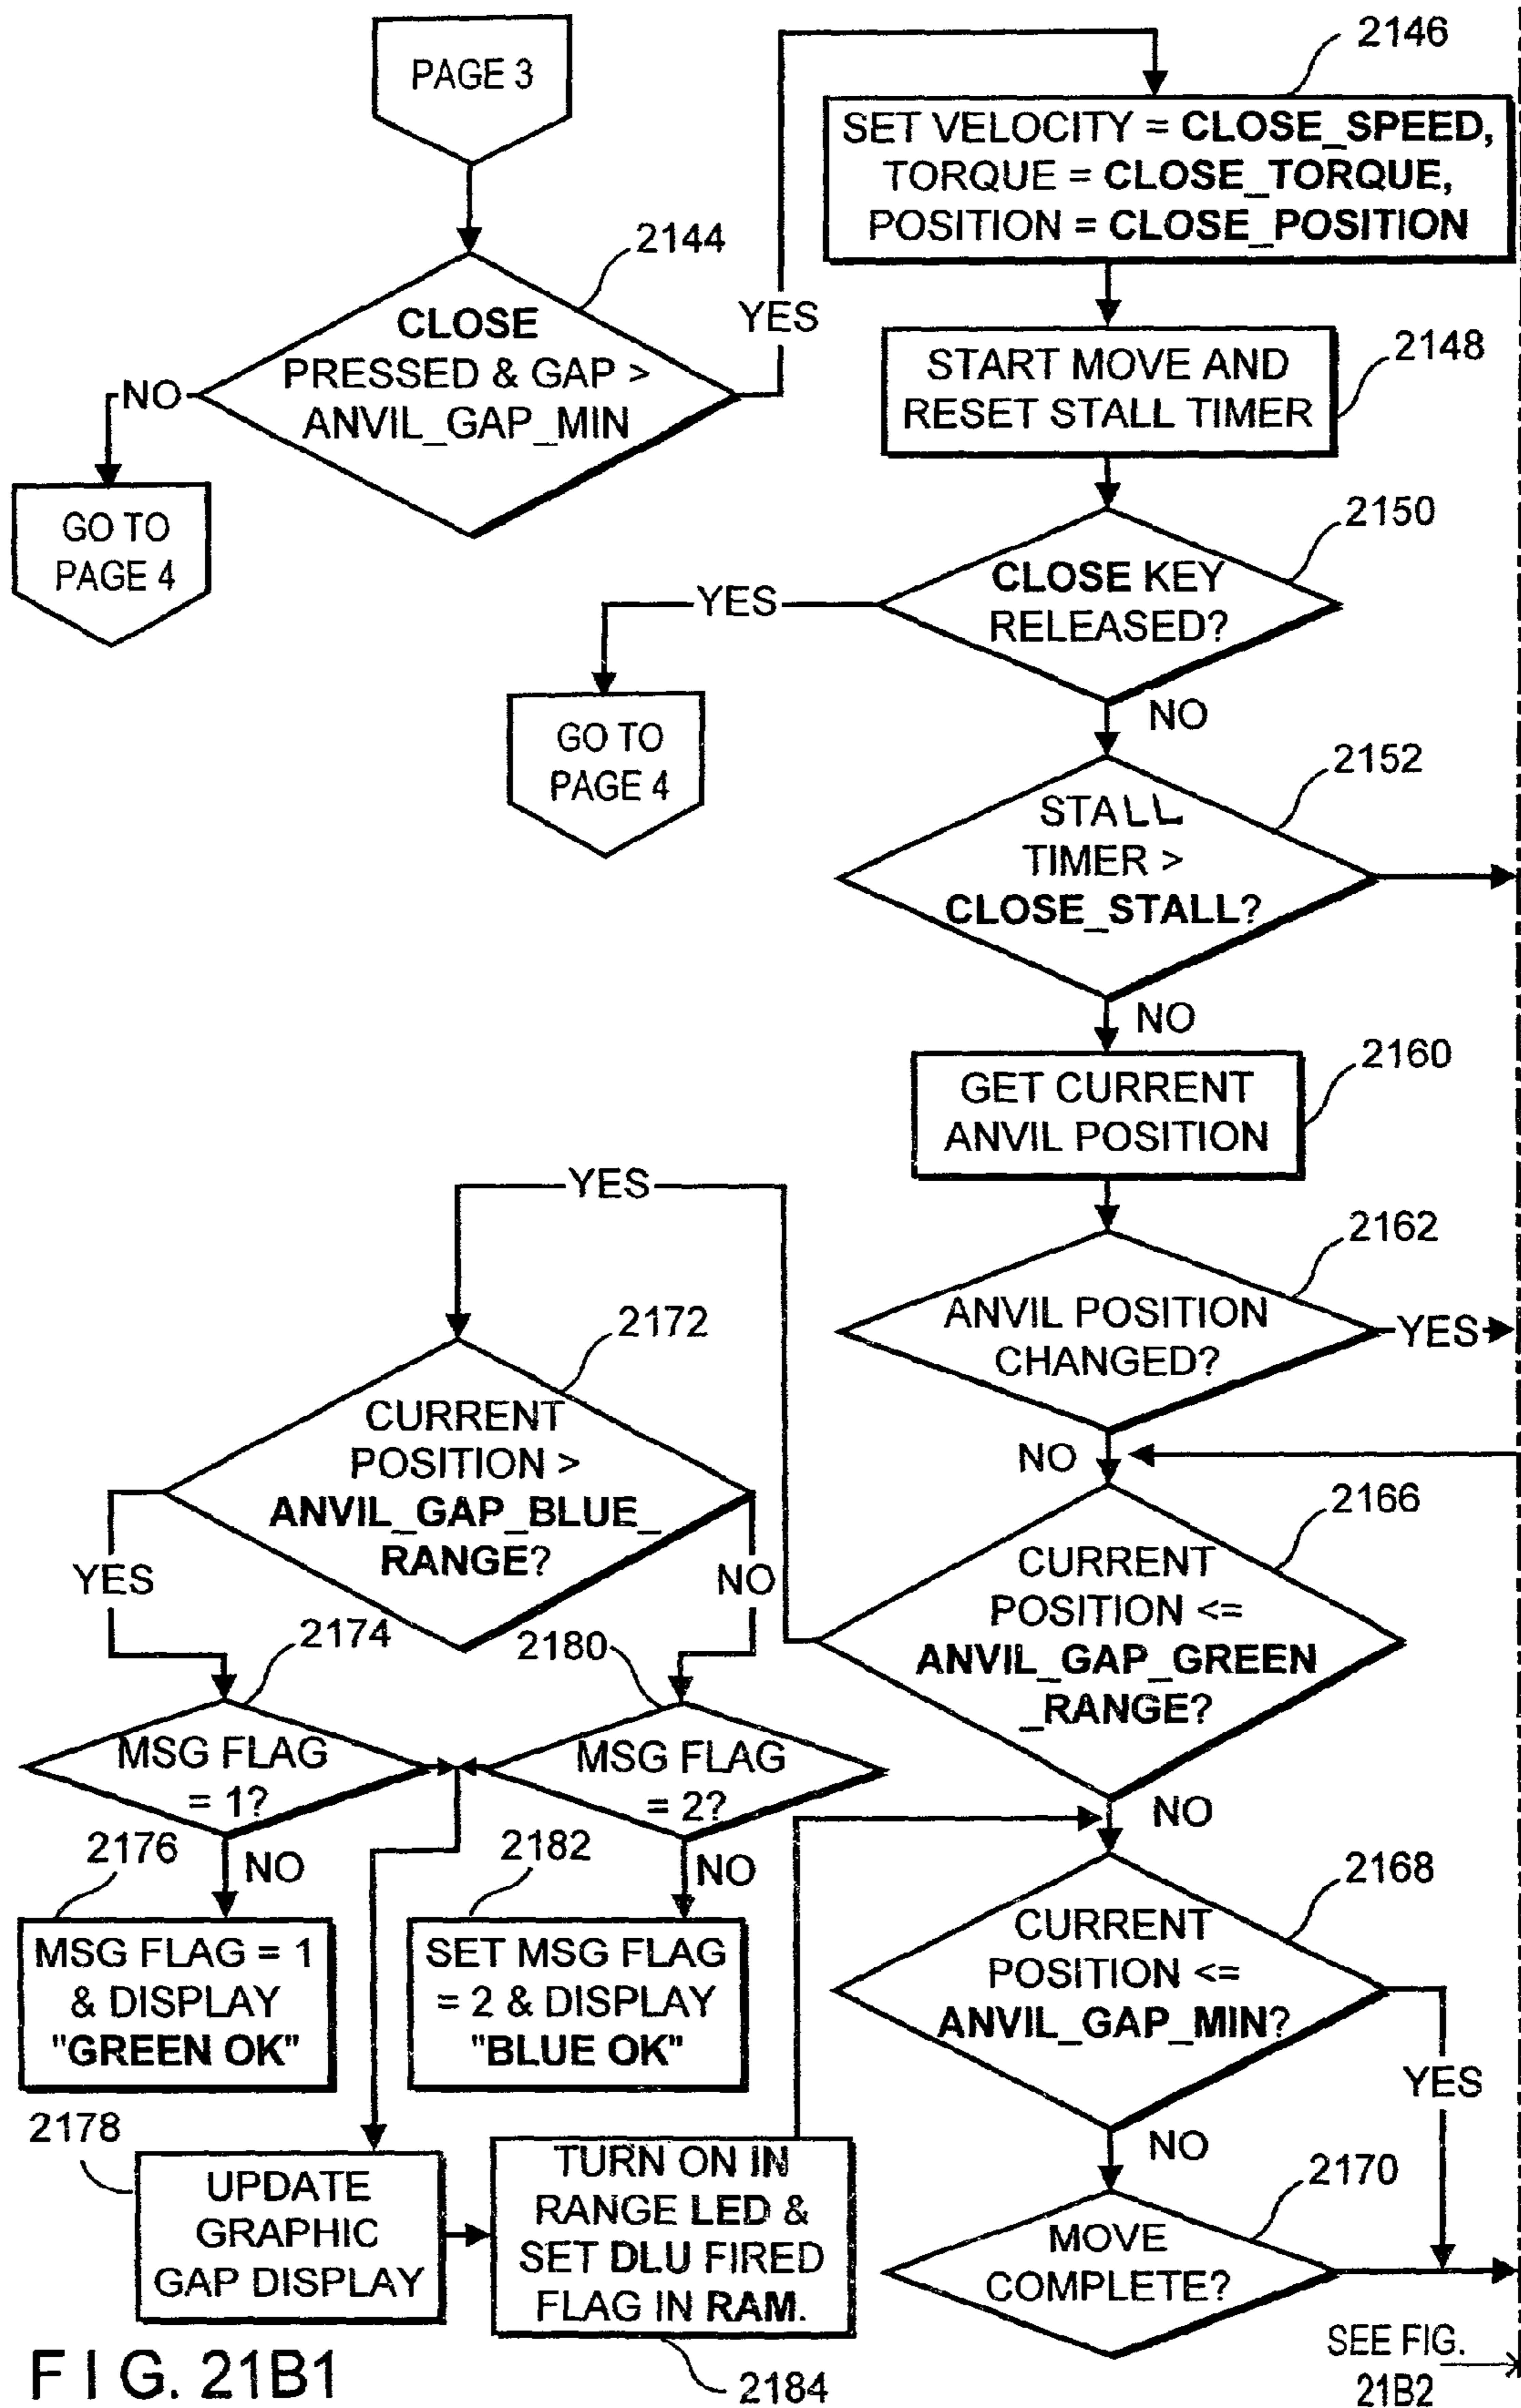 PAGE 3
2146
SET VELOCITY = CLOSE_SPEED,
TORQUE = CLOSE_TORQUE,
POSITION = CLOSE_POSITION
2144
CLOSE
PRESSED & GAP >
ANVIL_GAP_MIN
YES
NO
GO TO
PAGE 4
2148
START MOVE AND
RESET STALL TIMER
2150
CLOSE KEY
RELEASED?
YES
GO TO
PAGE 4
NO
2152
STALL
TIMER >
CLOSE_STALL?
NO
2160
GET CURRENT
ANVIL POSITION
2162
ANVIL POSITION
CHANGED?
YES
NO
2166
CURRENT
POSITION <=
ANVIL_GAP_GREEN
_RANGE?
YES
2172
CURRENT
POSITION >
ANVIL_GAP_BLUE_
RANGE?
YES
NO
2174
MSG FLAG
= 1?
2180
MSG FLAG
= 2?
2176
NO
MSG FLAG = 1
& DISPLAY
"GREEN OK"
2182
NO
SET MSG FLAG
= 2 & DISPLAY
"BLUE OK"
2178
UPDATE
GRAPHIC
GAP DISPLAY
TURN ON IN
RANGE LED &
SET DLU FIRED
FLAG IN RAM.
2184
NO
2168
CURRENT
POSITION <=
ANVIL_GAP_MIN?
YES
NO
2170
MOVE
COMPLETE?
SEE FIG.
21B2
FIG. 21B1